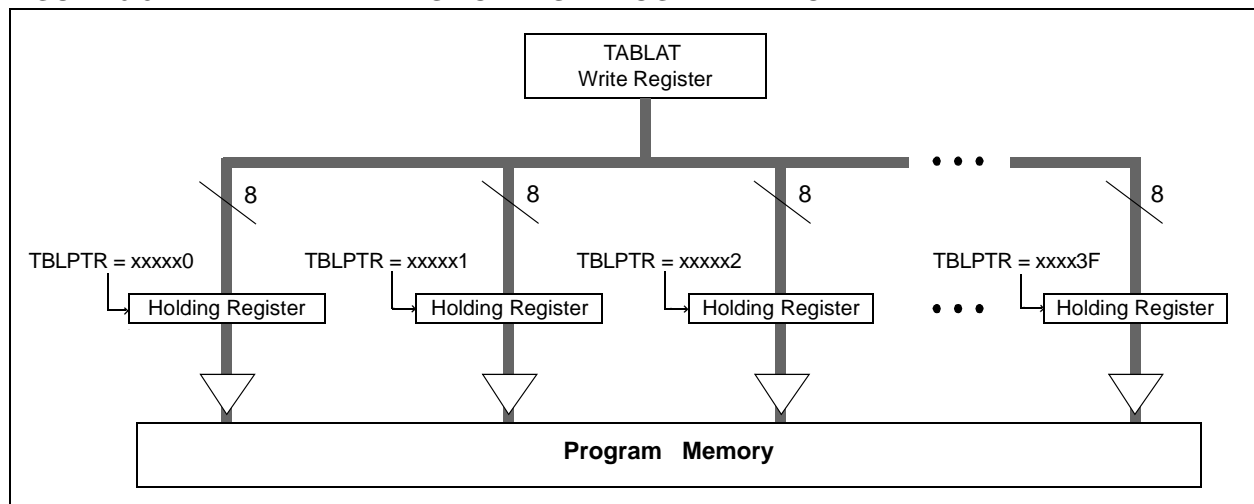 TABLAT
Write Register
8
8
8
8
TBLPTR = xxxxx0
TBLPTR = xxxxx1
TBLPTR = xxxxx2
TBLPTR = xxxx3F
Holding Register
Holding Register
Holding Register
Holding Register
Program Memory